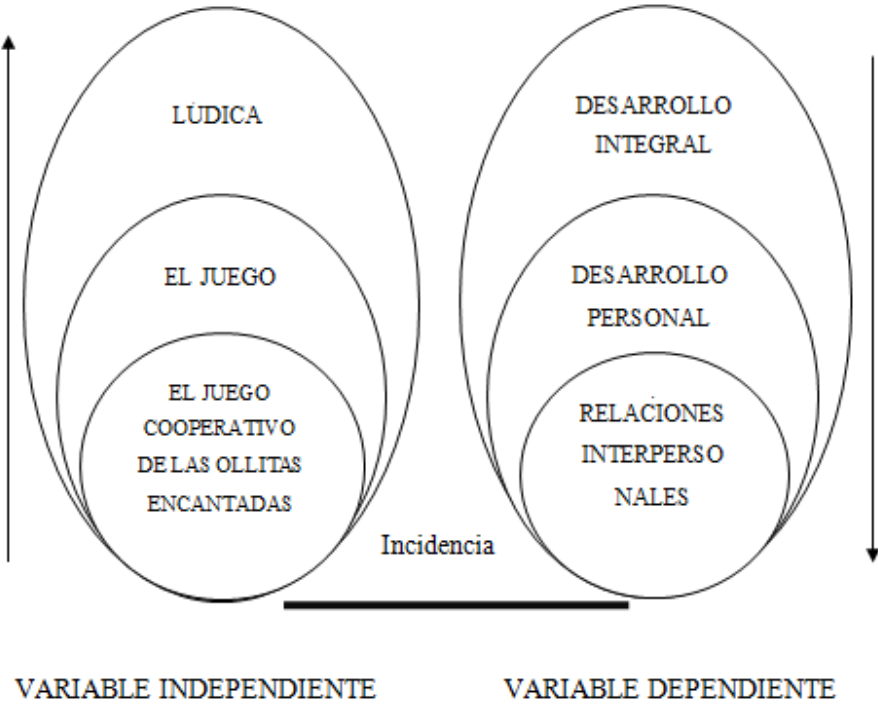 LÚDICA
EL JUEGO
EL JUEGO
COOPERATIVO
DE LAS OLLITAS
ENCANTADAS
DESARROLLO
INTEGRAL
DESARROLLO
PERSONAL
RELACIONES
INTERPERSO
NALES
Incidencia
VARIABLE INDEPENDIENTE
VARIABLE DEPENDIENTE